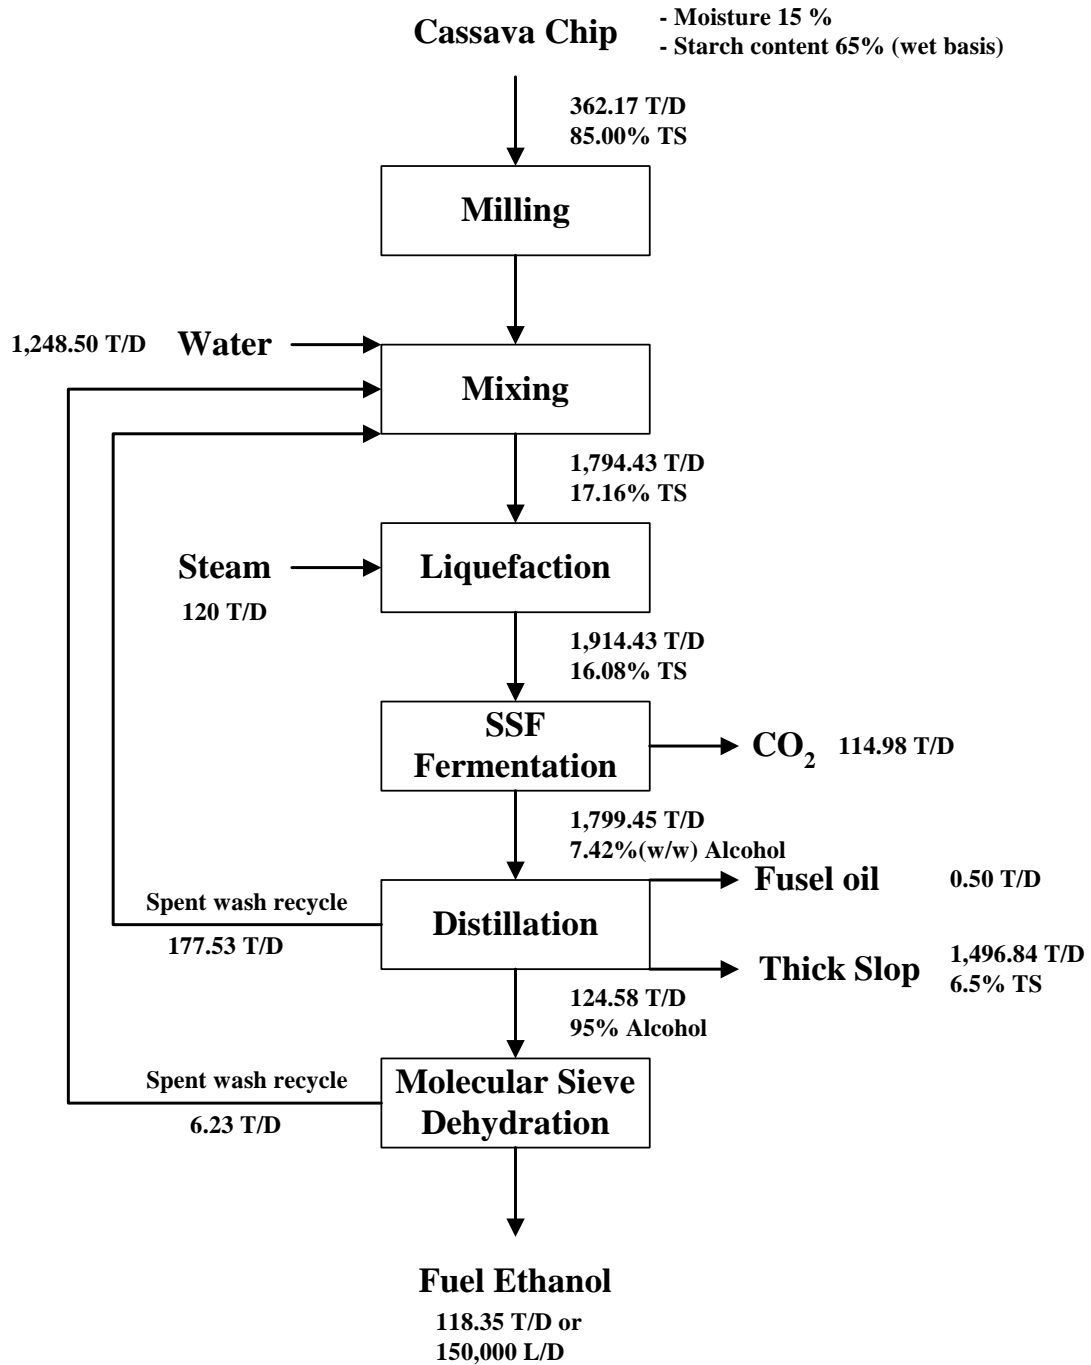 Cassava Chip
- Moisture 15 %
- Starch content 65% (wet basis)
362.17 T/D
85.00% TS
Milling
1,248.50 T/D Water
Mixing
1,794.43 T/D
17.16% TS
Steam
120 T/D
Liquefaction
1,914.43 T/D
16.08% TS
SSF
Fermentation
CO₂ 114.98 T/D
1,799.45 T/D
7.42%(w/w) Alcohol
Fusel oil 0.50 T/D
Spent wash recycle
177.53 T/D
Distillation
Thick Slop
1,496.84 T/D
6.5% TS
124.58 T/D
95% Alcohol
Spent wash recycle
6.23 T/D
Molecular Sieve
Dehydration
Fuel Ethanol
118.35 T/D or
150,000 L/D